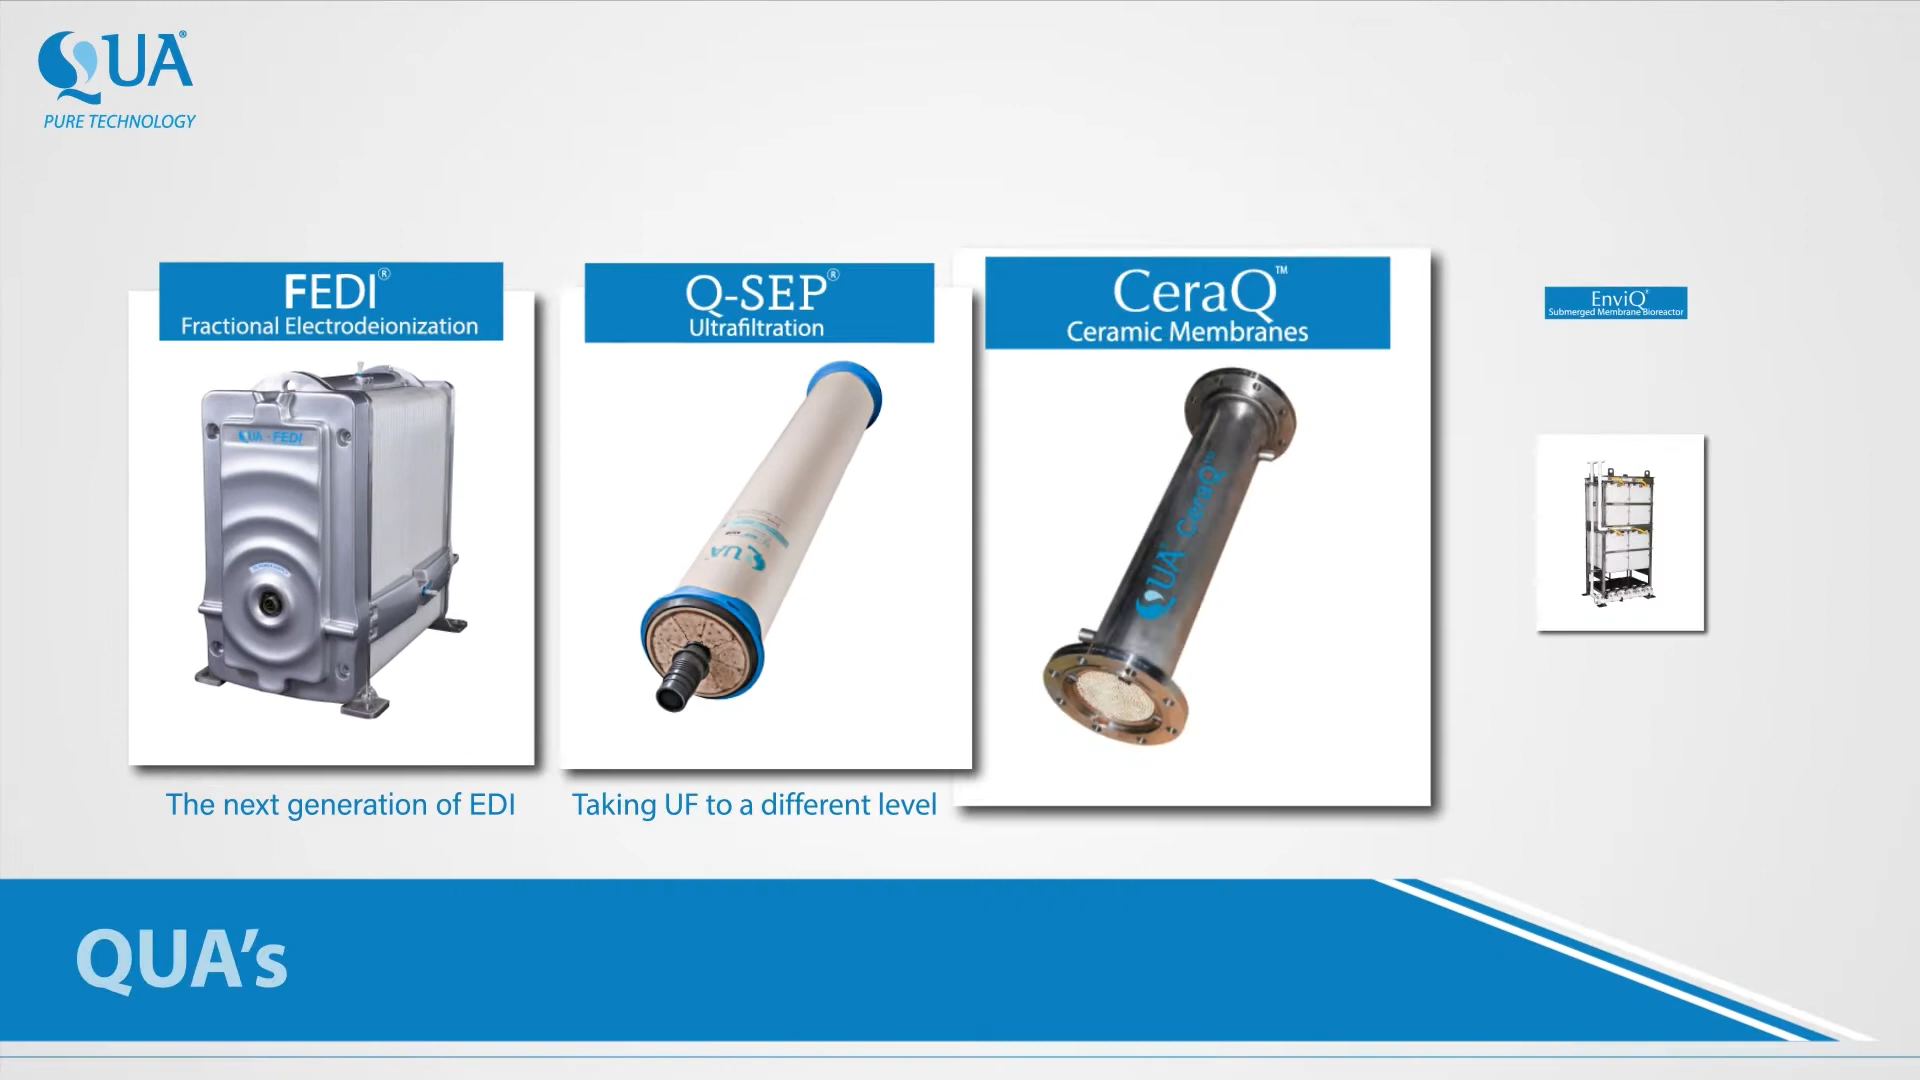 QUA®
PURE TECHNOLOGY
FEDI®
Fractional Electrodeionization
QUA - FEDI
The next generation of EDI
Q-SEP®
Ultrafiltration
QUA
Taking UF to a different level
CeraQ™
Ceramic Membranes
QUA® CeraQ™
EnviQ®
Submerged Membrane Bioreactor
QUA's